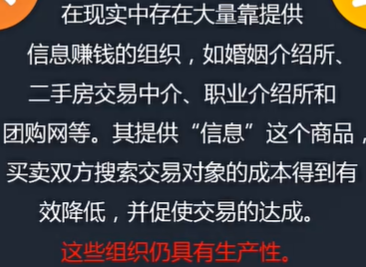 在现实中存在大量靠提供
信息赚钱的组织，如婚姻介绍所、
二手房交易中介、职业介绍所和
团购网等。其提供“信息”这个商品，
买卖双方搜索交易对象的成本得到有
效降低，并促使交易的达成。
这些组织仍具有生产性。